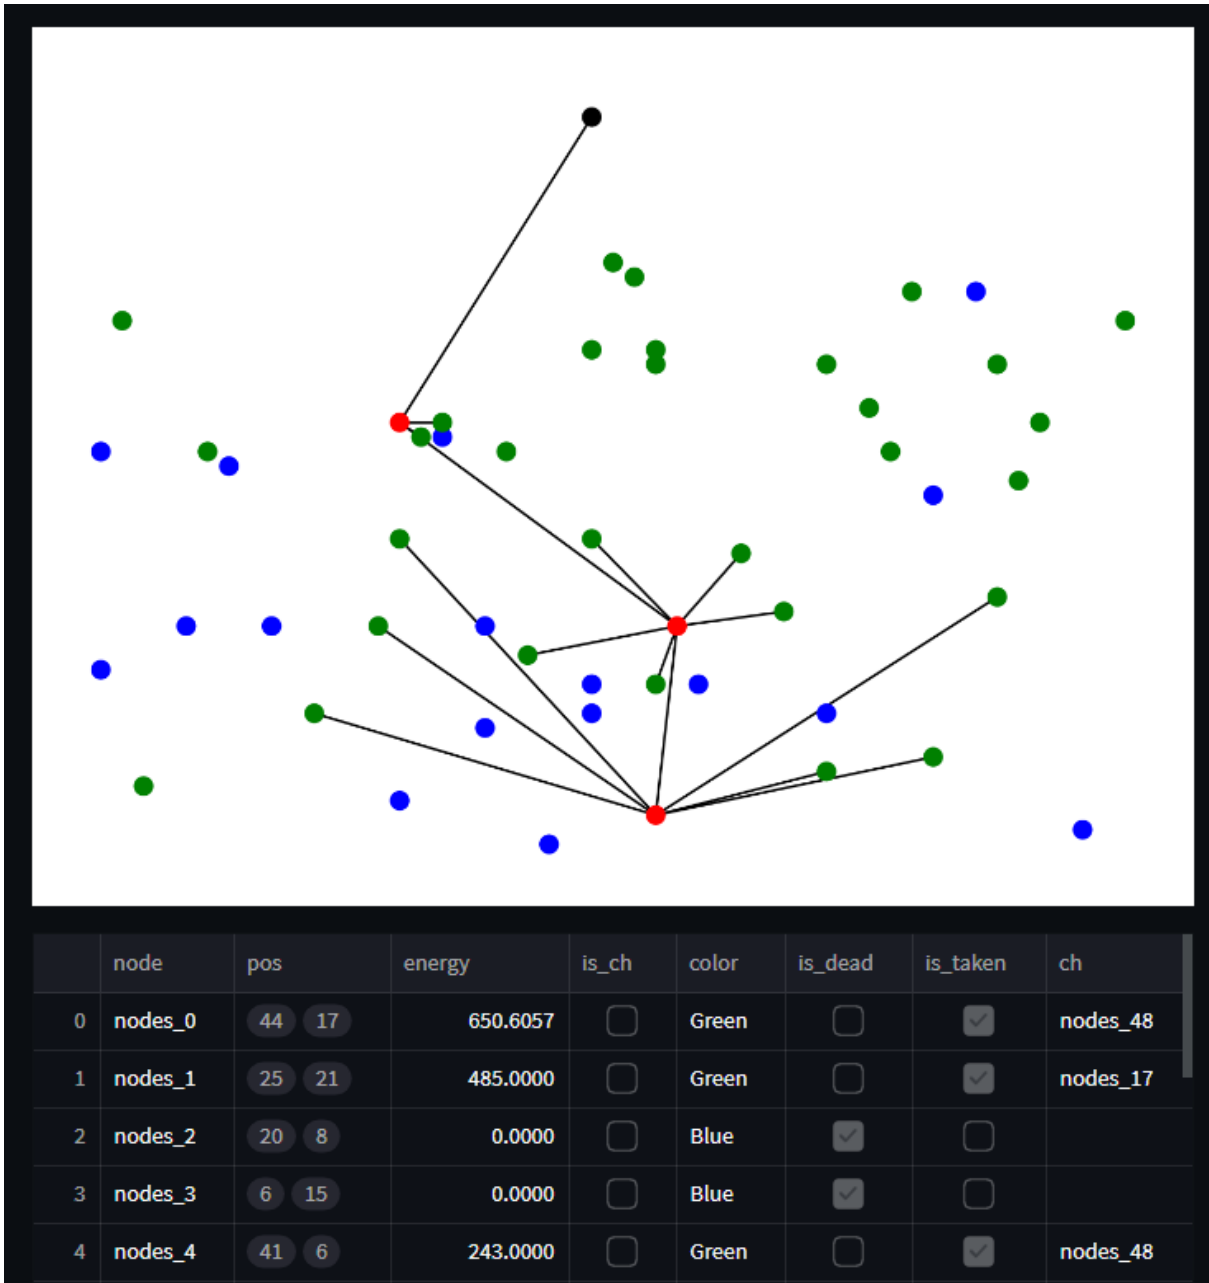 node pos energy is_ch color is_dead is_taken ch
0 nodes_0 44 17 650.6057 Green nodes_48
1 nodes_1 25 21 485.0000 Green nodes_17
2 nodes_2 20 8 0.0000 Blue
3 nodes_3 6 15 0.0000 Blue
4 nodes_4 41 6 243.0000 Green nodes_48